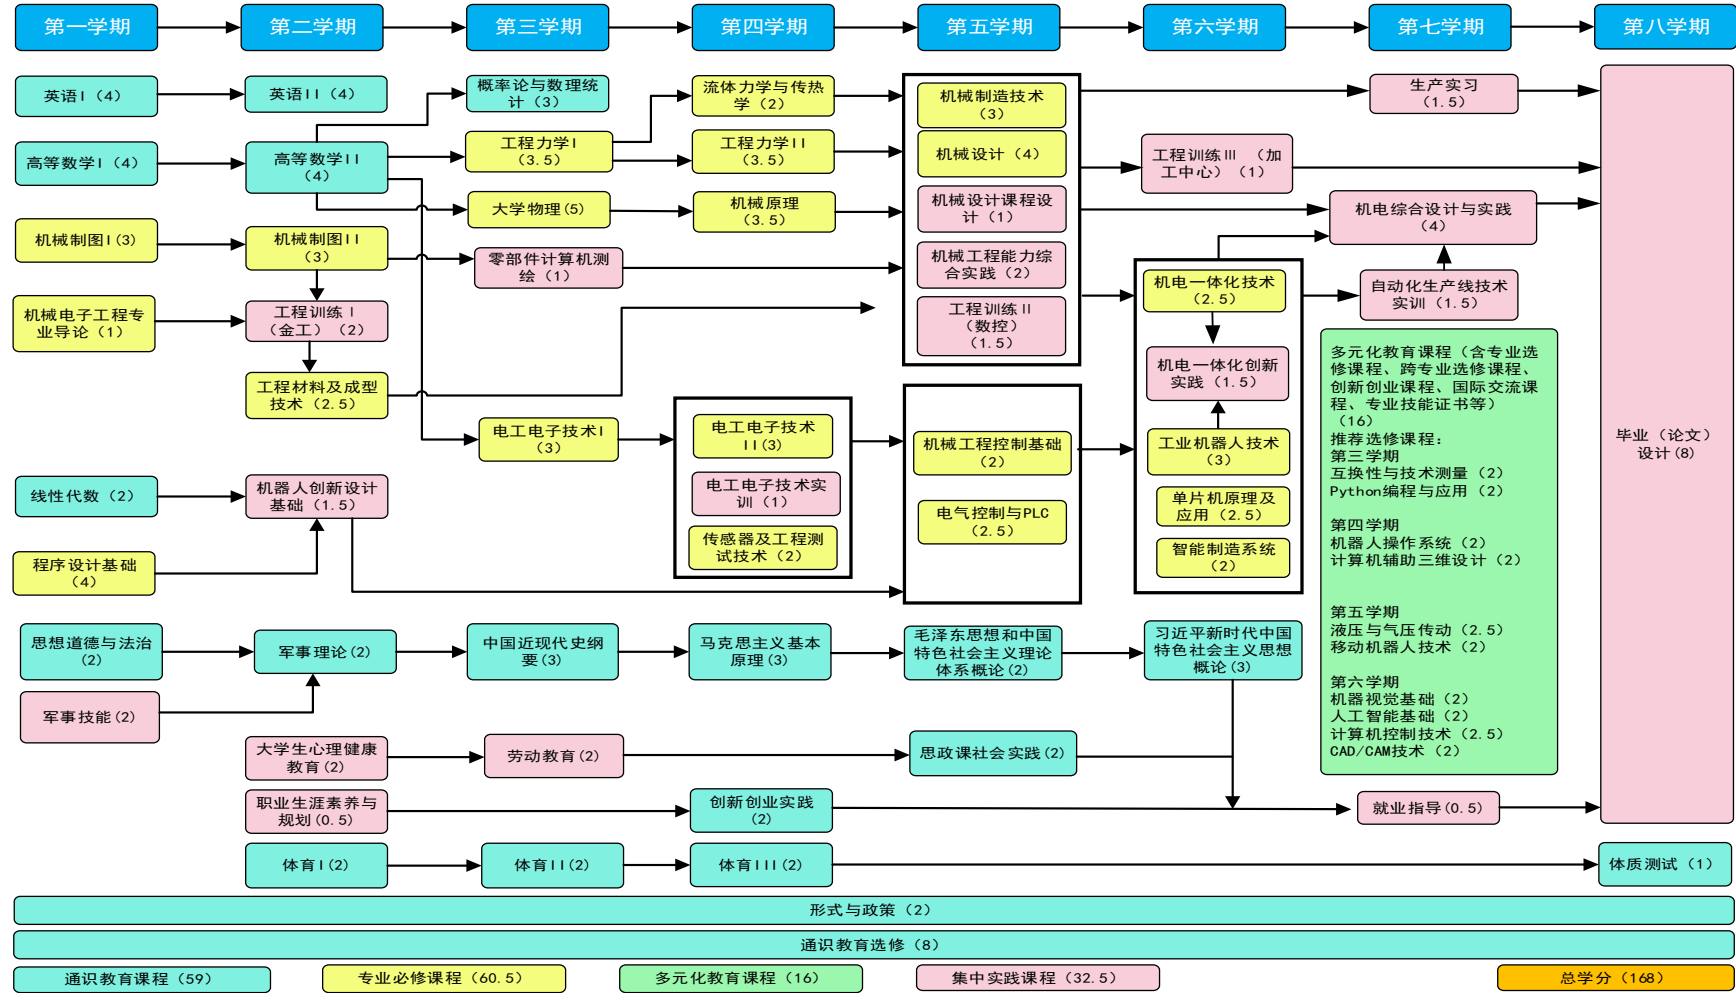 第一学期
第二学期
第三学期
第四学期
第五学期
第六学期
第七学期
第八学期
英语I（4）
英语II（4）
概率论与数理统
计（3）
流体力学与传热
学（2）
机械制造技术
（3）
生产实习
（1.5）
高等数学I（4）
高等数学II
（4）
工程力学I
（3.5）
工程力学II
（3.5）
机械设计（4）
工程训练Ⅲ（加
工中心）（1）
大学物理(5)
机械原理
（3.5）
机械设计课程设
计（1）
机电综合设计与实践
（4）
机械制图I(3)
机械制图II
（3）
零部件计算机测
绘（1）
机械工程能力综
合实践（2）
机电一体化技术
（2.5）
自动化生产线技术
实训（1.5）
机械电子工程专
业导论（1）
工程训练Ⅰ
（金工）（2）
工程训练Ⅱ
（数控）
（1.5）
机电一体化创新
实践（1.5）
工程材料及成型
技术（2.5）
电工电子技术I
（3）
电工电子技术
II(3)
机械工程控制基础
（2）
工业机器人技术
（3）
线性代数（2）
机器人创新设计
基础（1.5）
电工电子技术实
训（1）
电气控制与PLC
（2.5）
单片机原理及
应用（2.5）
程序设计基础
（4）
传感器及工程测
试技术（2）
智能制造系统
（2）
多元化教育课程（含专业选
修课程、跨专业选修课程、
创新创业课程、国际交流课
程、专业技能证书等）
（16）
推荐选修课程：
第三学期
互换性与技术测量（2）
Python编程与应用（2）
第四学期
机器人操作系统（2）
计算机辅助三维设计（2）
第五学期
液压与气压传动（2.5）
移动机器人技术（2）
第六学期
机器视觉基础（2）
人工智能基础（2）
计算机控制技术（2.5）
CAD/CAM技术（2）
毕业（论文）
设计(8)
思想道德与法治
（2）
军事理论(2)
中国近现代史纲
要(3)
马克思主义基本
原理(3)
毛泽东思想和中国
特色社会主义理论
体系概论(2)
习近平新时代中国
特色社会主义思想
概论(3)
军事技能(2)
大学生心理健康
教育(2)
劳动教育(2)
思政课社会实践(2)
职业生涯素养与
规划(0.5)
创新创业实践
（2）
就业指导(0.5)
体育I(2)
体育II(2)
体育III(2)
体质测试（1）
形式与政策（2）
通识教育选修（8）
通识教育课程（59）
专业必修课程（60.5）
多元化教育课程（16）
集中实践课程（32.5）
总学分（168）